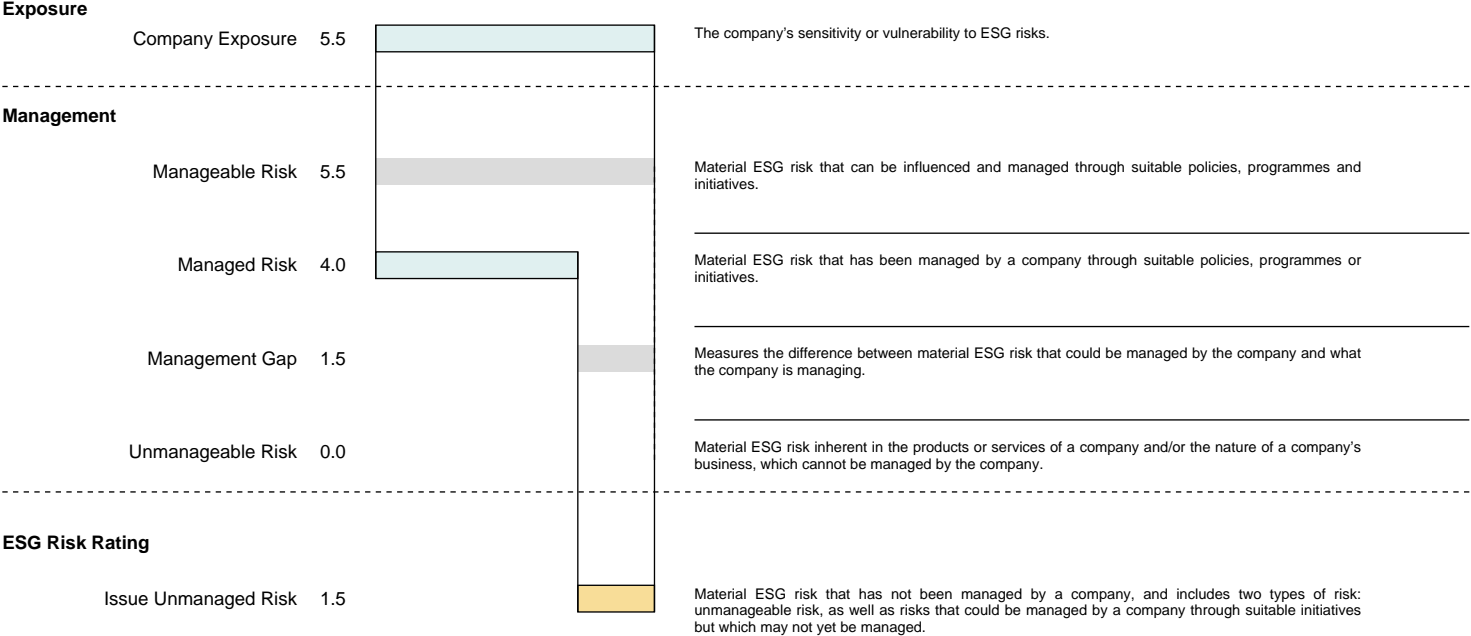 Exposure
Company Exposure 5.5
The company’s sensitivity or vulnerability to ESG risks.
Management
Manageable Risk 5.5
Material ESG risk that can be influenced and managed through suitable policies, programmes and
initiatives.
Managed Risk 4.0
Material ESG risk that has been managed by a company through suitable policies, programmes or
initiatives.
Management Gap 1.5
Measures the difference between material ESG risk that could be managed by the company and what
the company is managing.
Unmanageable Risk 0.0
Material ESG risk inherent in the products or services of a company and/or the nature of a company’s
business, which cannot be managed by the company.
ESG Risk Rating
Issue Unmanaged Risk 1.5
Material ESG risk that has not been managed by a company, and includes two types of risk:
unmanageable risk, as well as risks that could be managed by a company through suitable initiatives
but which may not yet be managed.